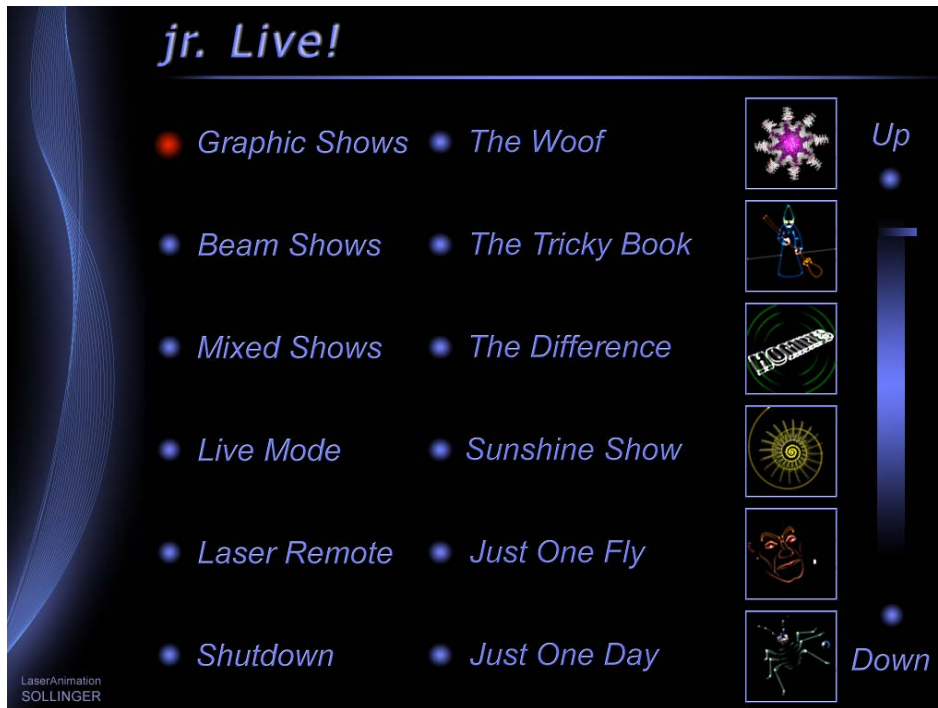 jr. Live!
Graphic Shows
The Woof
Up
Beam Shows
The Tricky Book
Mixed Shows
The Difference
Live Mode
Sunshine Show
Laser Remote
Just One Fly
Shutdown
Just One Day
Down
LaserAnimation
SOLLINGER